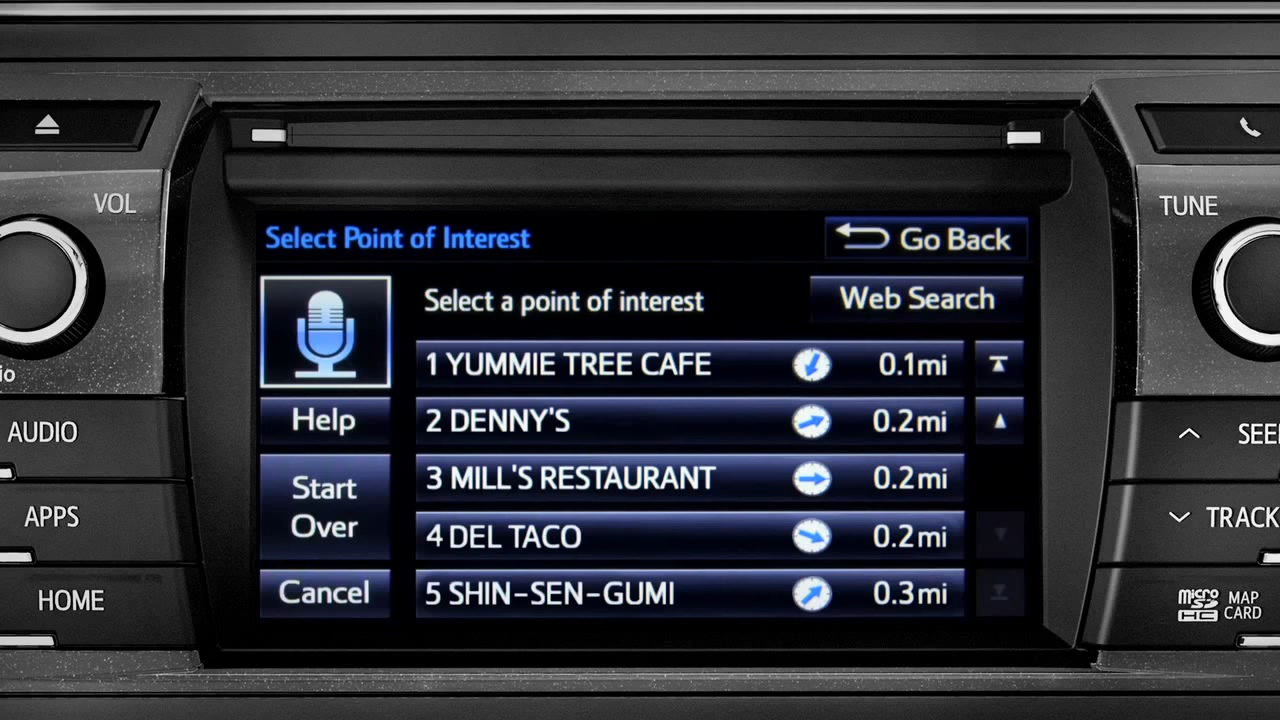 VOL
TUNE
Select Point of Interest
Go Back
Select a point of interest
Web Search
1 YUMMIE TREE CAFE 0.1mi
Help
2 DENNY'S 0.2mi
3 MILL'S RESTAURANT 0.2mi
Start
Over
4 DEL TACO 0.2mi
Cancel
5 SHIN-SEN-GUMI 0.3mi
io
AUDIO
APPS
HOME
SEE
TRACK
micro SD HC
MAP
CARD